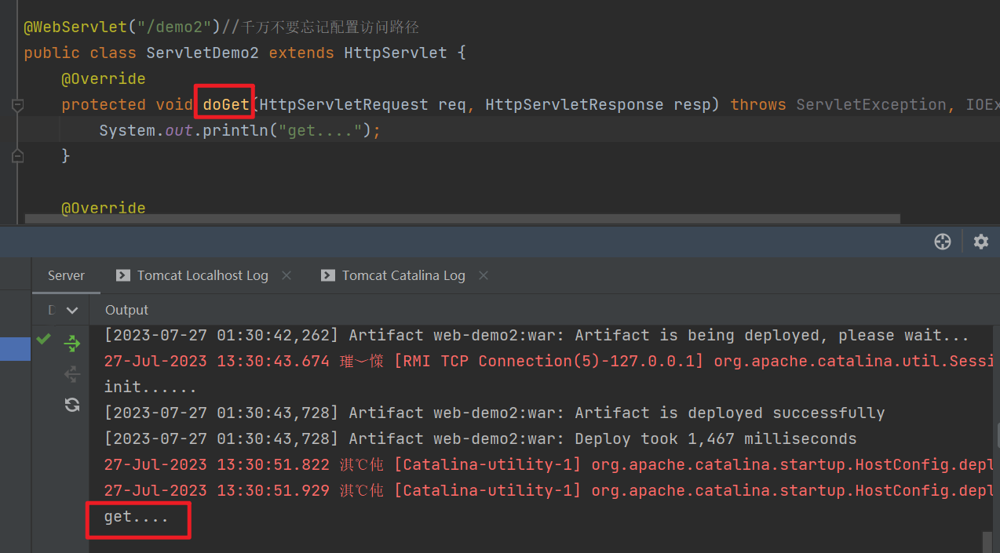 @WebServlet("/demo2")//千万不要忘记配置访问路径
public class ServletDemo2 extends HttpServlet {
@Override
protected void doGet(HttpServletRequest req, HttpServletResponse resp) throws ServletException, IOEx
System.out.println("get....");
}
@Override
Server
Tomcat Localhost Log
Tomcat Catalina Log
Output
[2023-07-27 01:30:42,262] Artifact web-demo2:war: Artifact is being deployed, please wait...
27-Jul-2023 13:30:43.674 [RMI TCP Connection(5)-127.0.0.1] org.apache.catalina.util.Sessi
init......
[2023-07-27 01:30:43,728] Artifact web-demo2:war: Artifact is deployed successfully
[2023-07-27 01:30:43,728] Artifact web-demo2:war: Deploy took 1,467 milliseconds
27-Jul-2023 13:30:51.822 淇℃伅 [Catalina-utility-1] org.apache.catalina.startup.HostConfig.depl
27-Jul-2023 13:30:51.929 淇℃伅 [Catalina-utility-1] org.apache.catalina.startup.HostConfig.depl
get....